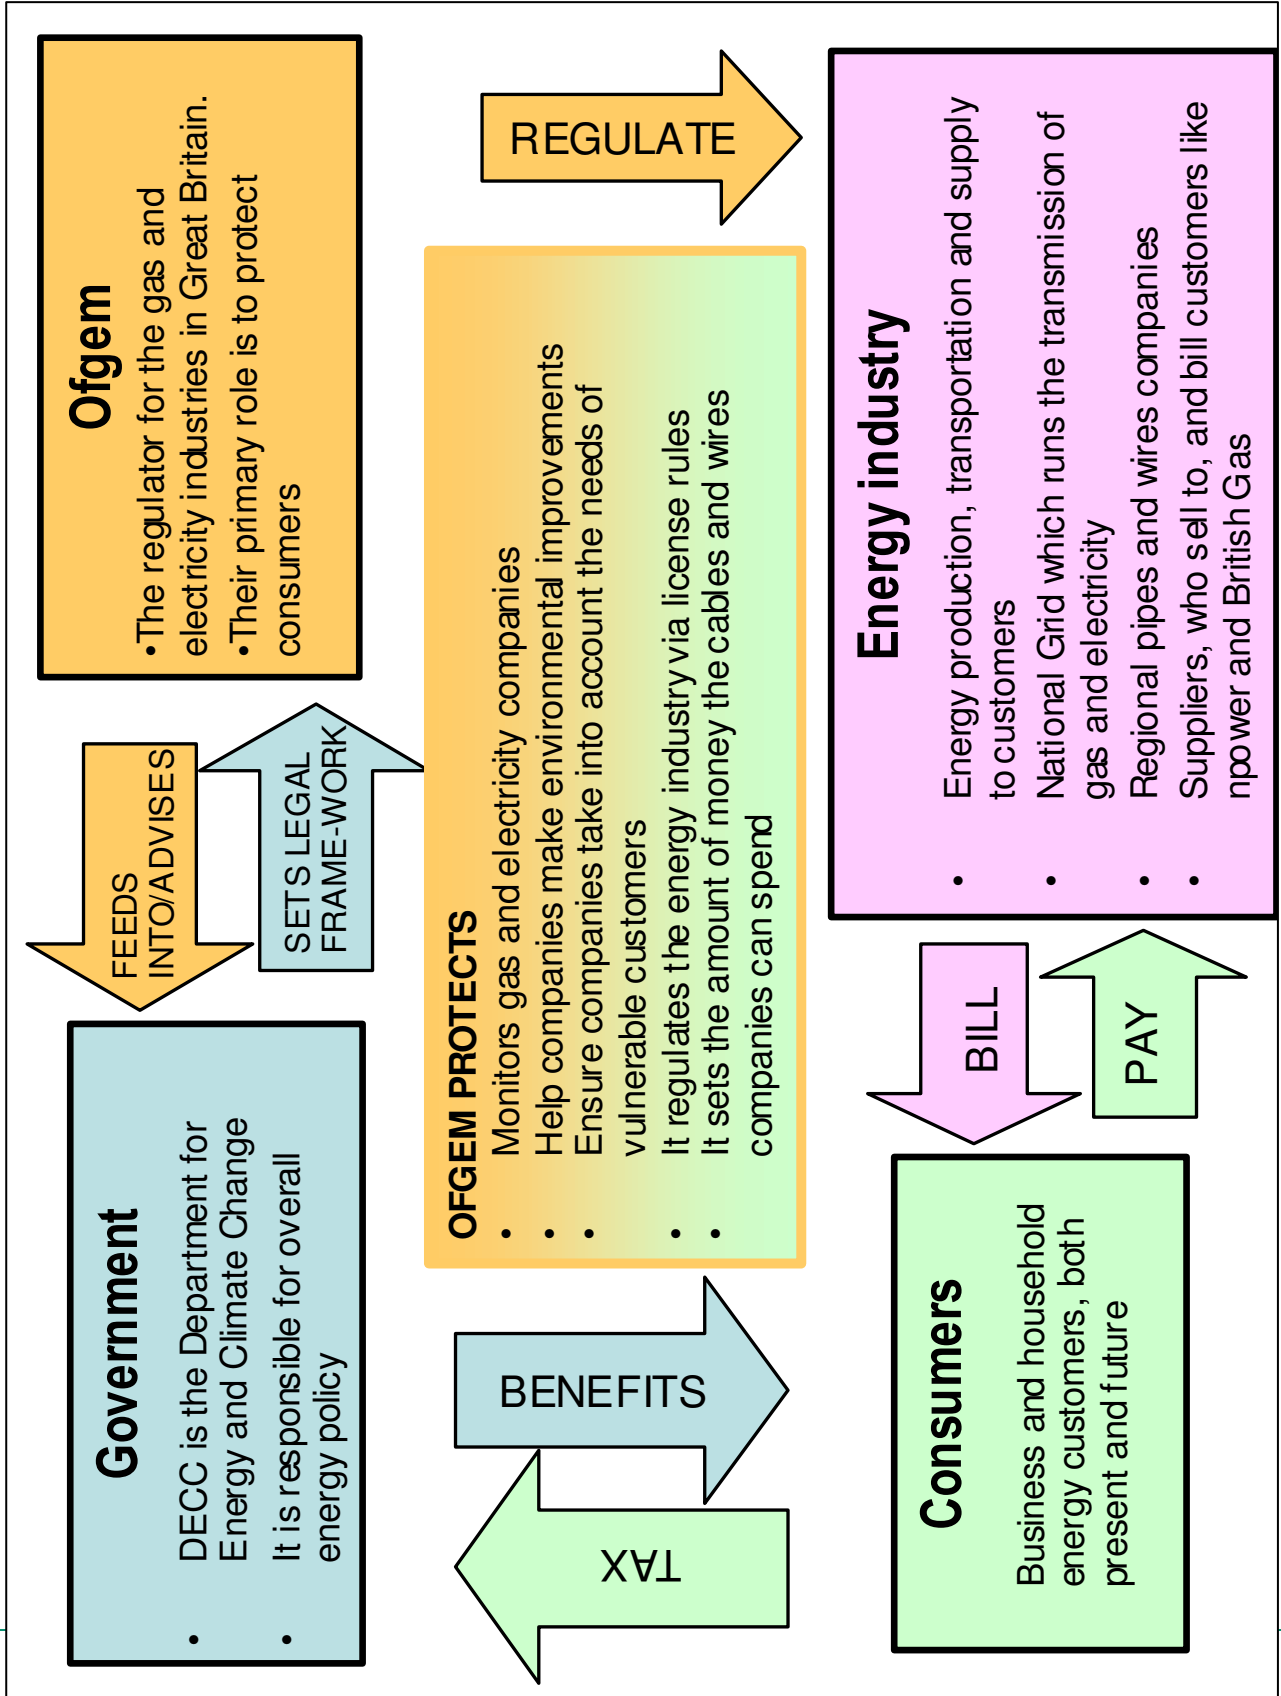 Government
• DECC is the Department for
Energy and Climate Change
• It is responsible for overall
energy policy
FEEDS
INTO/ADVISES
SETS LEGAL
FRAME-WORK
Ofgem
•The regulator for the gas and
electricity industries in Great Britain.
•Their primary role is to protect
consumers
TAX
BENEFITS
OFGEM PROTECTS
• Monitors gas and electricity companies
• Help companies make environmental improvements
• Ensure companies take into account the needs of
vulnerable customers
• It regulates the energy industry via license rules
• It sets the amount of money the cables and wires
companies can spend
REGULATE
Consumers
Business and household
energy customers, both
present and future
BILL
PAY
Energy industry
• Energy production, transportation and supply
to customers
• National Grid which runs the transmission of
gas and electricity
• Regional pipes and wires companies
• Suppliers, who sell to, and bill customers like
npower and British Gas